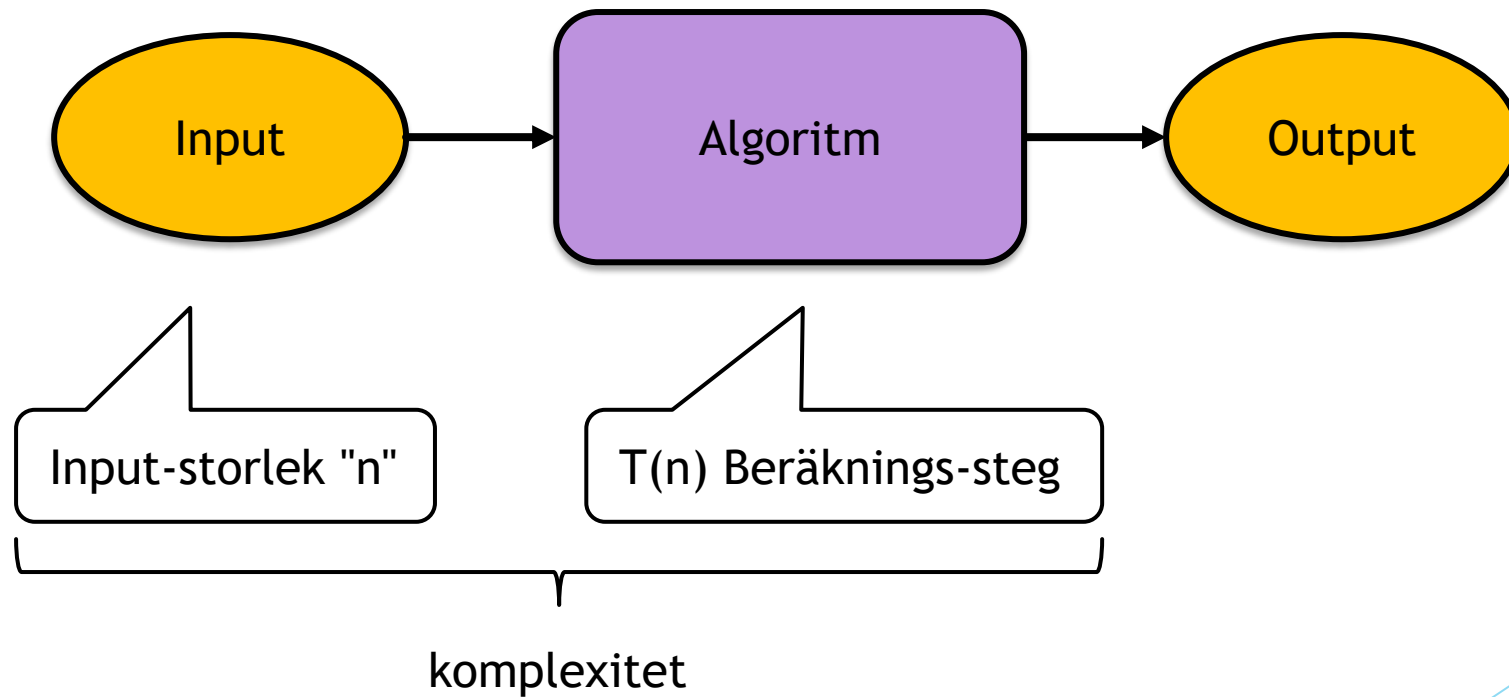 Input
Algoritm
Output
Input-storlek "n"
T(n) Beräknings-steg
komplexitet